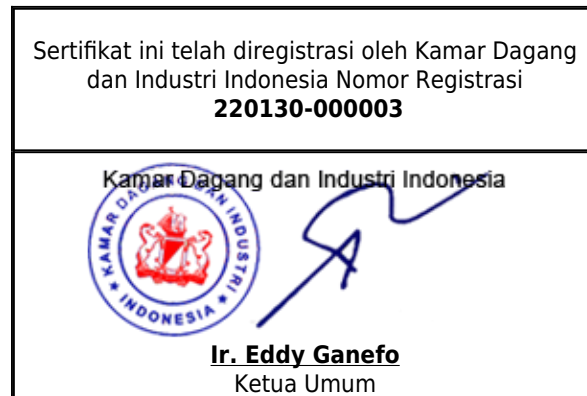 Sertifikat ini telah diregistrasi oleh Kamar Dagang
dan Industri Indonesia Nomor Registrasi
220130-000003
Kamar Dagang dan Industri Indonesia
KAMAR DAGANG DAN INDUSTRI
INDONESIA
Ir. Eddy Ganefo
Ketua Umum